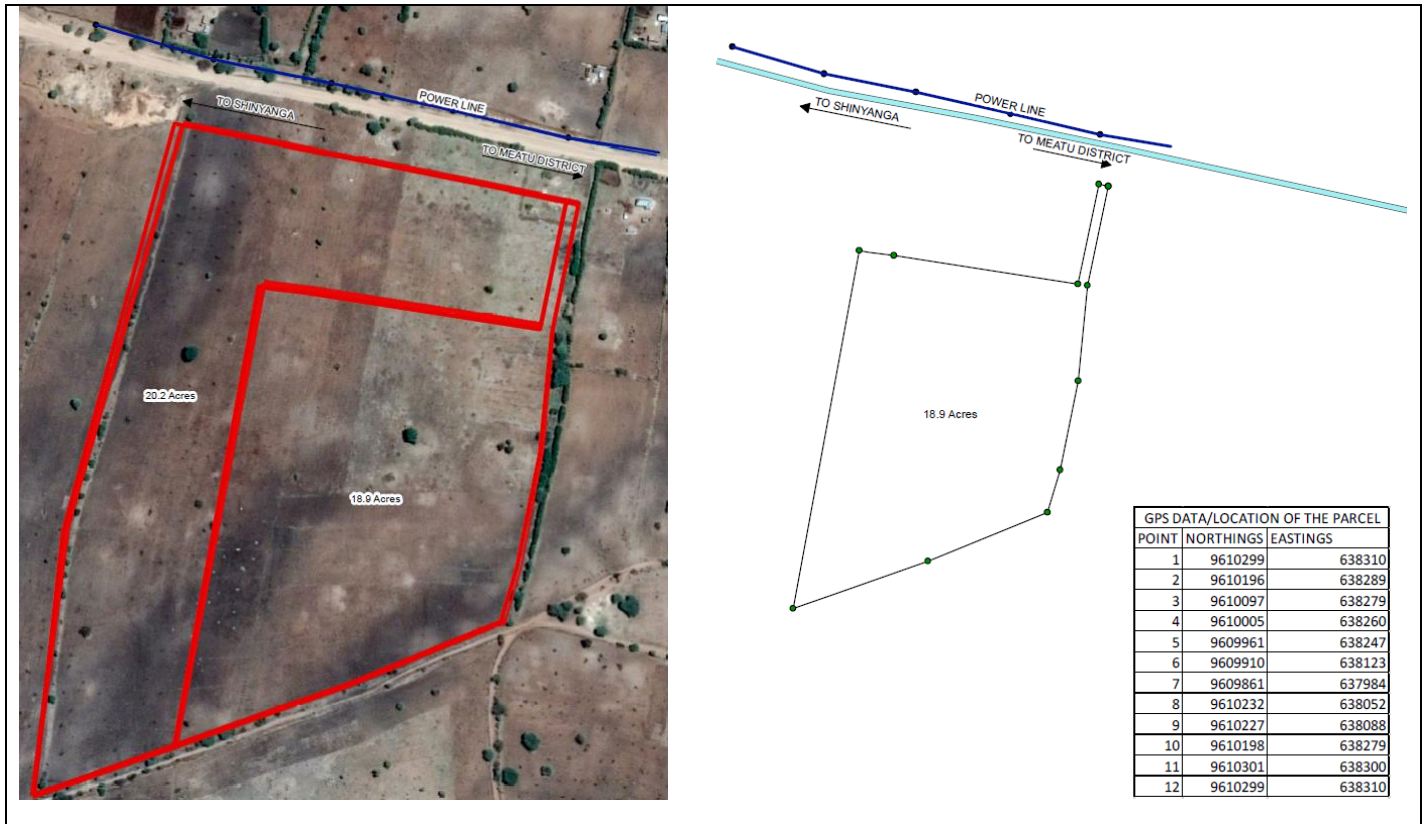 POWER LINE
TO SHINYANGA
TO MEATU DISTRICT
20.2 Acres
18.9 Acres
POWER LINE
TO SHINYANGA
TO MEATU DISTRICT
18.9 Acres
GPS DATA/LOCATION OF THE PARCEL
POINT NORTHINGS EASTINGS
1 9610299 638310
2 9610196 638289
3 9610097 638279
4 9610005 638260
5 9609961 638247
6 9609910 638123
7 9609861 637984
8 9610232 638052
9 9610227 638088
10 9610198 638279
11 9610301 638300
12 9610299 638310